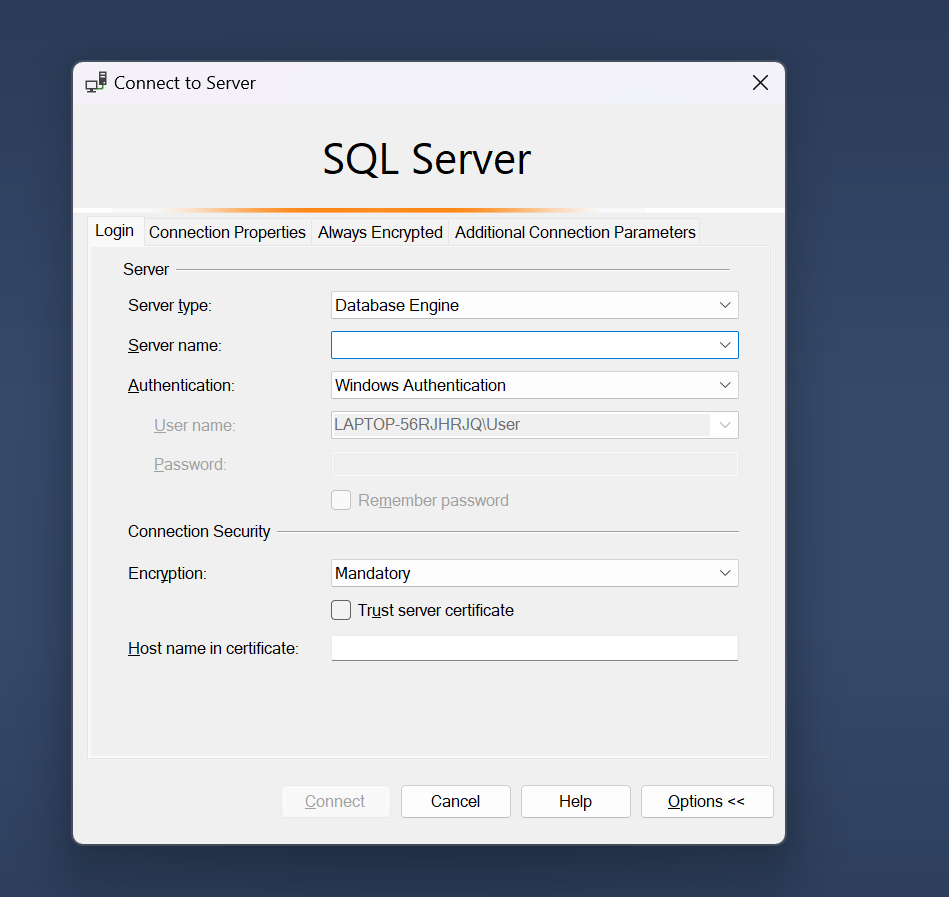 Connect to Server
SQL Server
Login Connection Properties Always Encrypted Additional Connection Parameters
Server
Server type: Database Engine
Server name:
Authentication: Windows Authentication
User name: LAPTOP-56RJHRJQ\User
Password:
Remember password
Connection Security
Encryption: Mandatory
Trust server certificate
Host name in certificate:
Connect Cancel Help Options <<